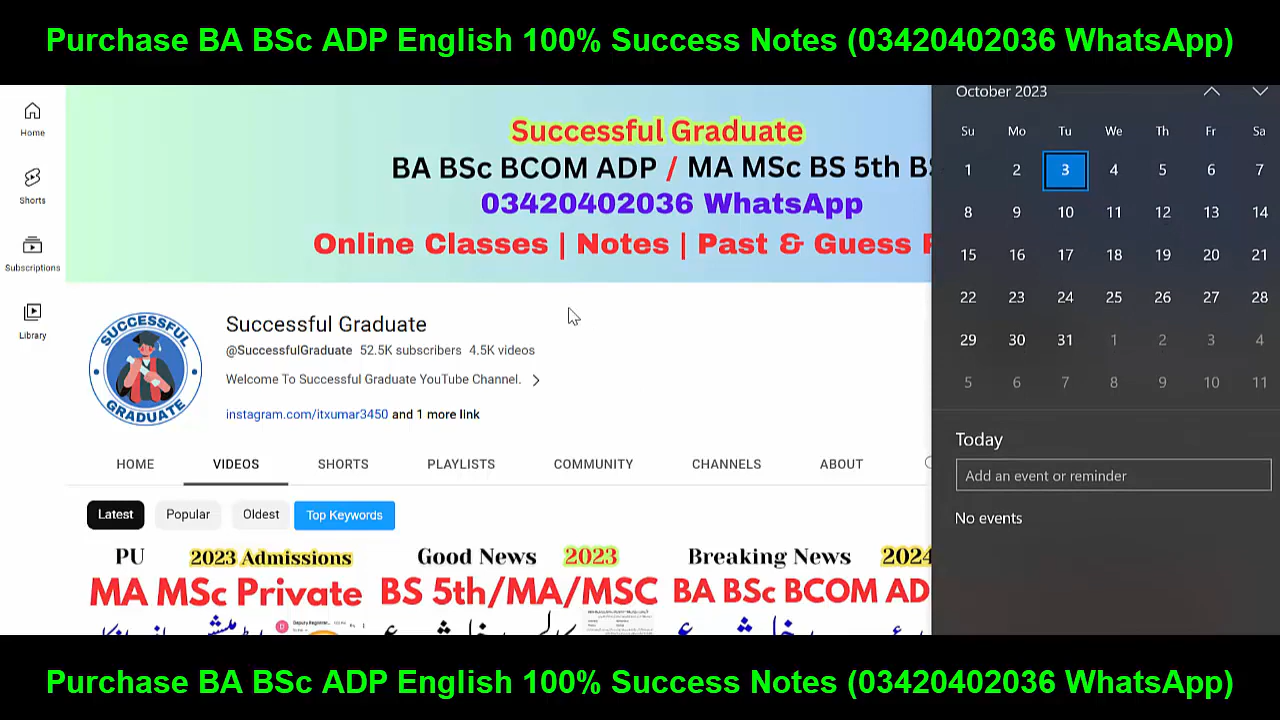 Purchase BA BSc ADP English 100% Success Notes (03420402036 WhatsApp)
Home
Shorts
Subscriptions
Library
Successful Graduate
BA BSc BCOM ADP / MA MSc BS 5th
03420402036 WhatsApp
Online Classes | Notes | Past & Guess
SUCCESSFUL
GRADUATE
Successful Graduate
@SuccessfulGraduate 52.5K subscribers 4.5K videos
Welcome To Successful Graduate YouTube Channel.
instagram.com/itxumar3450 and 1 more link
HOME VIDEOS SHORTS PLAYLISTS COMMUNITY CHANNELS ABOUT
Latest Popular Oldest Top Keywords
PU 2023 Admissions
MA MSc Private
Good News 2023
BS 5th/MA/MSC
Breaking News 2024
BA BSc BCOM AD
October 2023
Su Mo Tu We Th Fr Sa
1 2 3 4 5 6 7
8 9 10 11 12 13 14
15 16 17 18 19 20 21
22 23 24 25 26 27 28
29 30 31 1 2 3 4
5 6 7 8 9 10 11
Today
Add an event or reminder
No events
Purchase BA BSc ADP English 100% Success Notes (03420402036 WhatsApp)